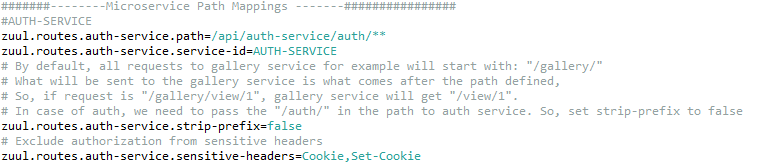 #######--------Microservice Path Mappings -------################
#AUTH-SERVICE
zuul.routes.auth-service.path=/api/auth-service/auth/**
zuul.routes.auth-service.service-id=AUTH-SERVICE
# By default, all requests to gallery service for example will start with: "/gallery/"
# What will be sent to the gallery service is what comes after the path defined,
# So, if request is "/gallery/view/1", gallery service will get "/view/1".
# In case of auth, we need to pass the "/auth/" in the path to auth service. So, set strip-prefix to false
zuul.routes.auth-service.strip-prefix=false
# Exclude authorization from sensitive headers
zuul.routes.auth-service.sensitive-headers=Cookie,Set-Cookie